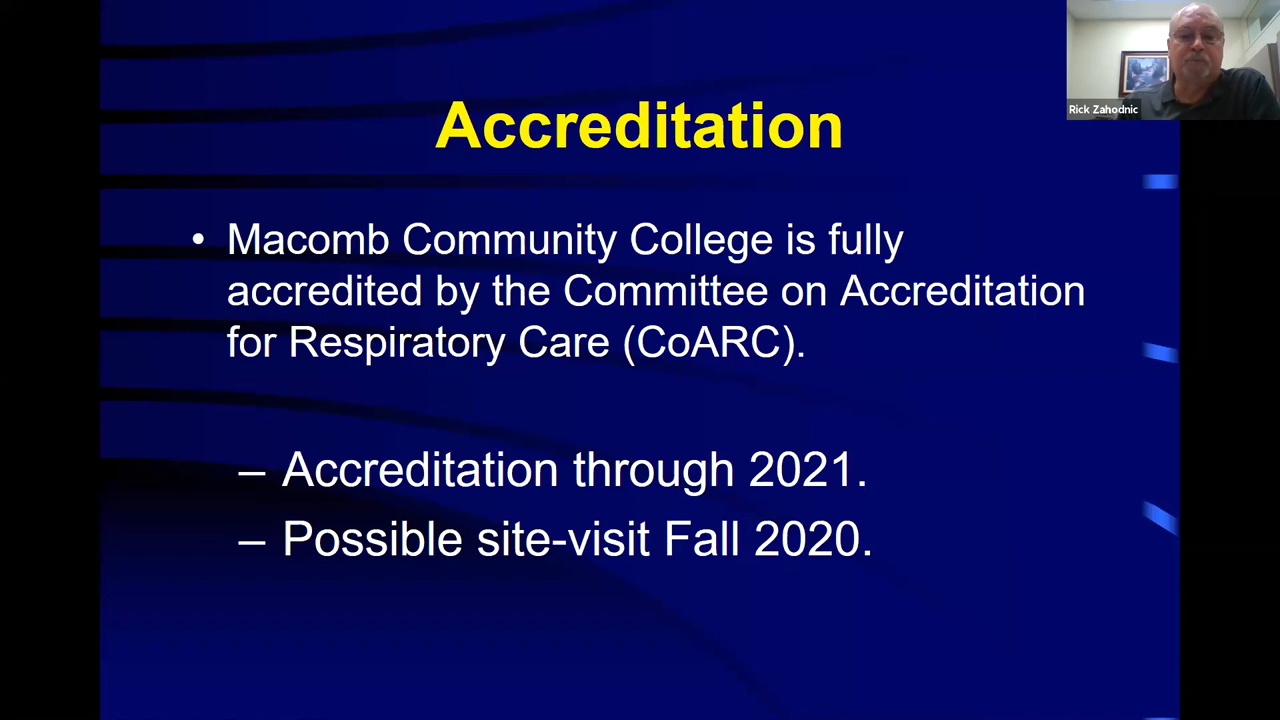 Rick Zahodnic
Accreditation
• Macomb Community College is fully
accredited by the Committee on Accreditation
for Respiratory Care (CoARC).
– Accreditation through 2021.
– Possible site-visit Fall 2020.